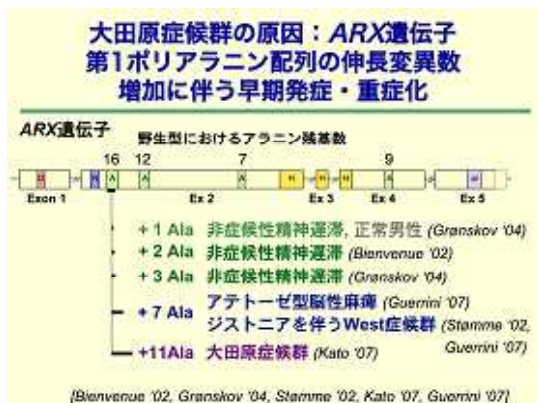 大田原症候群の原因：ARX遺伝子
第1ポリアラニン配列の伸長変異数
増加に伴う早期発症・重症化
ARX遺伝子
野生型におけるアラニン残基数
16 12 7 9
A A A A
Exon 1 Ex 2 Ex 3 Ex 4 Ex 5
+ 1 Ala 非症候性精神遅滞, 正常男性 (Grønskov '04)
+ 2 Ala 非症候性精神遅滞 (Bienvenue '02)
+ 3 Ala 非症候性精神遅滞 (Grønskov '04)
+ 7 Ala アテトーゼ型脳性麻痺 (Guerrini '07)
ジストニアを伴うWest症候群 (Stømme '02,
Guerrini '07)
+11Ala 大田原症候群 (Kato '07)
[Bienvenue '02, Grønskov '04, Stømme '02, Kato '07, Guerrini '07]